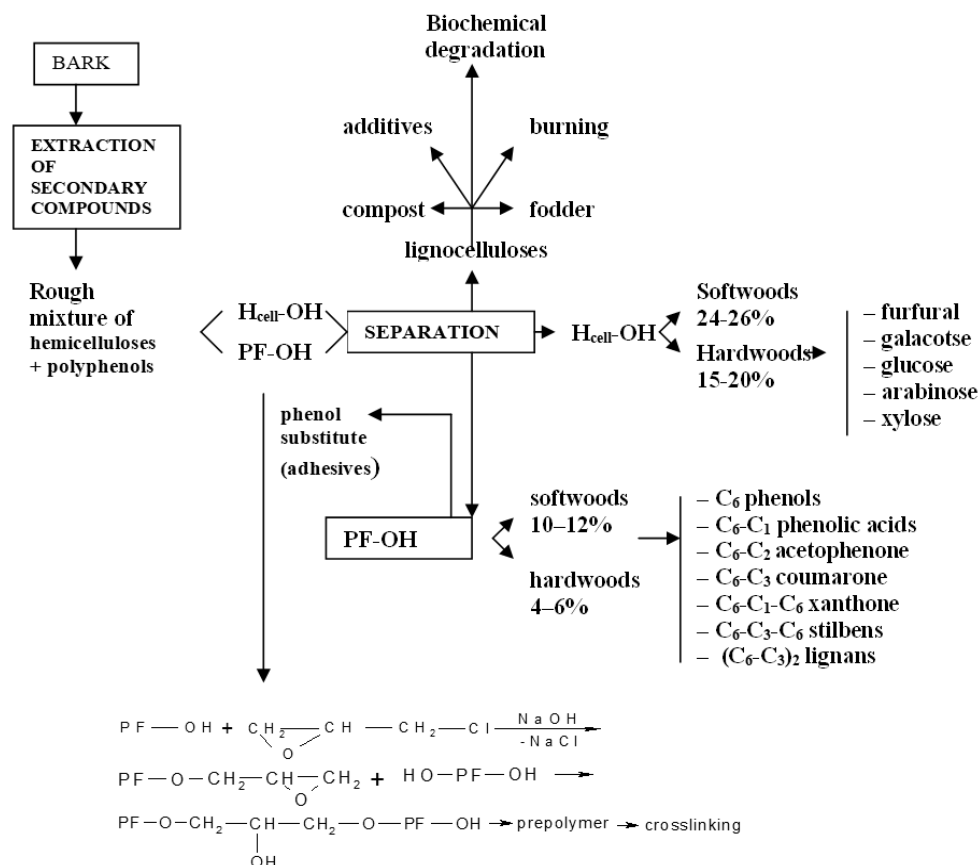 BARK
EXTRACTION
OF
SECONDARY
COMPOUNDS
Rough
mixture of
hemicelluloses
+ polyphenols
Biochemical
degradation
additives
burning
compost
fodder
lignocelluloses
Hcell-OH
PF-OH
SEPARATION
Hcell-OH
Softwoods
24-26%
Hardwoods
15-20%
– furfural
– galacotse
– glucose
– arabinose
– xylose
phenol
substitute
(adhesives)
PF-OH
softwoods
10–12%
hardwoods
4–6%
– C6 phenols
– C6-C1 phenolic acids
– C6-C2 acetophenone
– C6-C3 coumarone
– C6-C1-C6 xanthone
– C6-C3-C6 stilbens
– (C6-C3)2 lignans
PF—OH + CH2—CH—CH2—Cl NaOH
O
-NaCl
PF—O—CH2—CH—CH2 + HO—PF—OH
O
PF—O—CH2—CH—CH2—O—PF—OH → prepolymer → crosslinking
OH